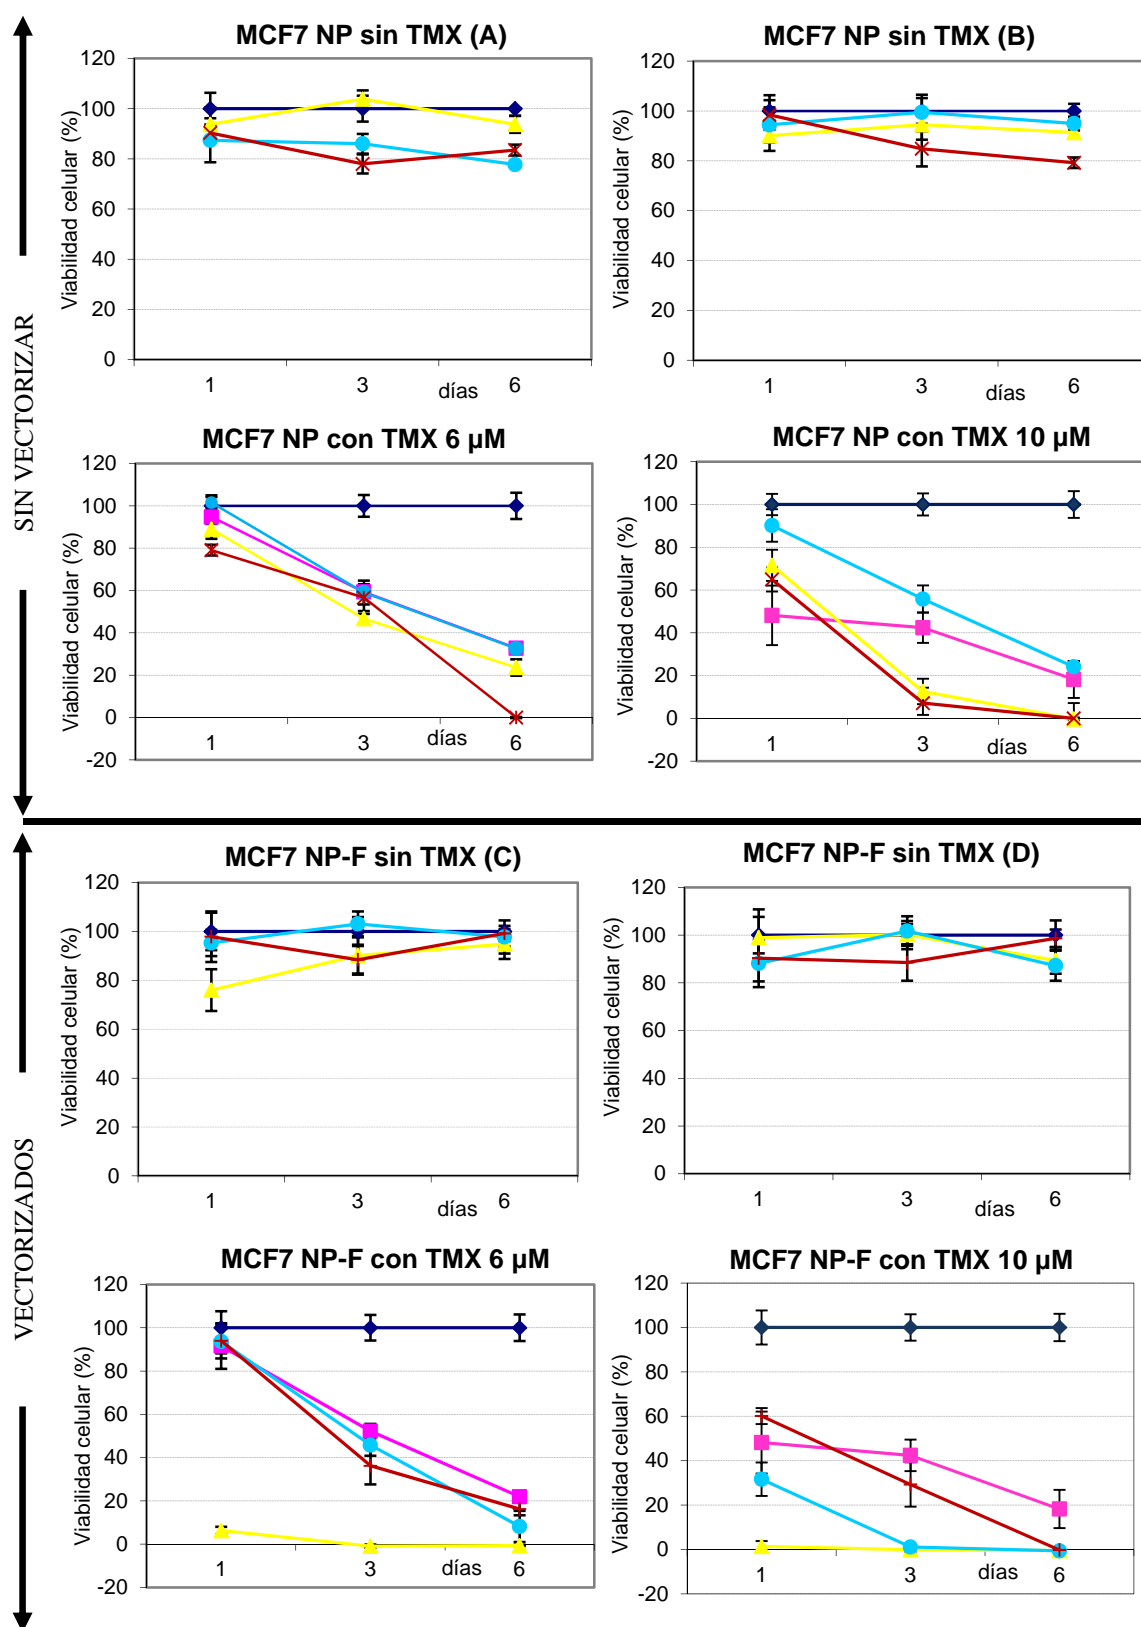 SIN VECTORIZAR
MCF7 NP sin TMX (A)
Viabilidad celular (%)
120
100
80
60
40
20
0
1 3 6
días
MCF7 NP sin TMX (B)
Viabilidad celular (%)
120
100
80
60
40
20
0
1 3 6
días
MCF7 NP con TMX 6 µM
Viabilidad celular (%)
120
100
80
60
40
20
0
-20
1 3 6
días
MCF7 NP con TMX 10 µM
Viabilidad celular (%)
120
100
80
60
40
20
0
-20
1 3 6
días
VECTORIZADOS
MCF7 NP-F sin TMX (C)
Viabilidad celular (%)
120
100
80
60
40
20
0
1 3 6
días
MCF7 NP-F sin TMX (D)
Viabilidad celular (%)
120
100
80
60
40
20
0
1 3 6
días
MCF7 NP-F con TMX 6 µM
Viabilidad celular (%)
120
100
80
60
40
20
0
-20
1 3 6
días
MCF7 NP-F con TMX 10 µM
Viabilidad celualr (%)
120
100
80
60
40
20
0
-20
1 3 6
días